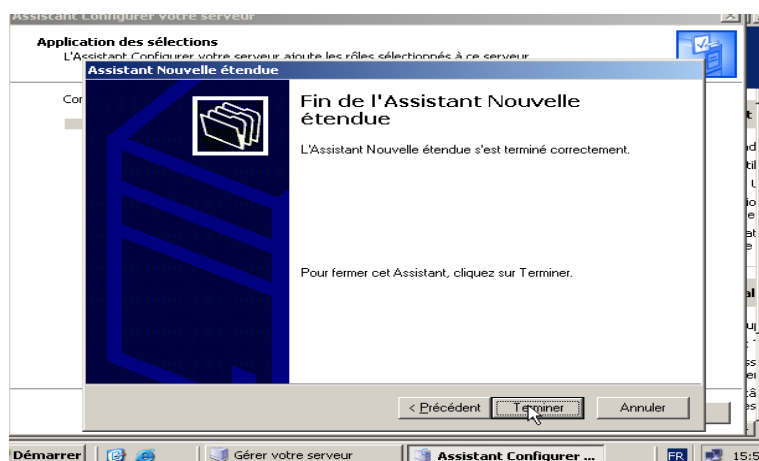 Assistant Configurer votre serveur
Application des sélections
L'Assistant Configurer votre serveur ajoute les rôles sélectionnés à ce serveur
Assistant Nouvelle étendue
Fin de l'Assistant Nouvelle
étendue
L'Assistant Nouvelle étendue s'est terminé correctement.
Pour fermer cet Assistant, cliquez sur Terminer.
< Précédent
Terminer
Annuler
Démarrer
Gérer votre serveur
Assistant Configurer ...
FR